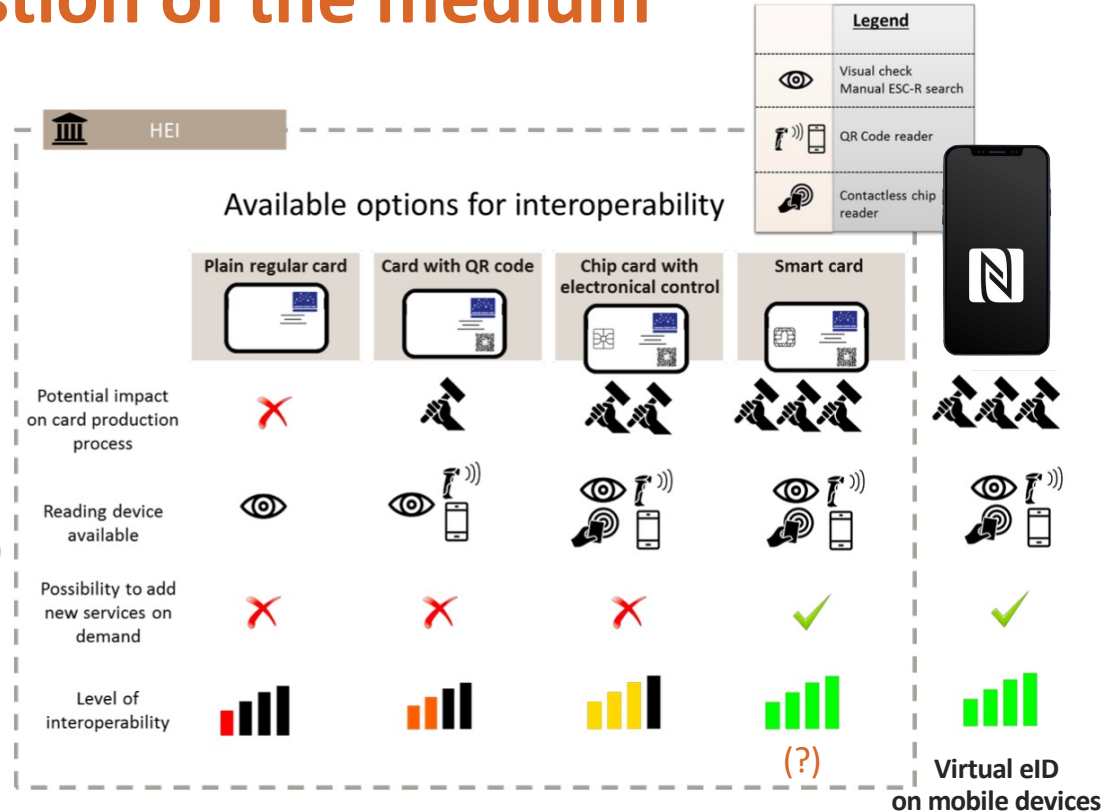 stion of the medium
Legend
Visual check
Manual ESC-R search
QR Code reader
Contactless chip
reader
HEI
Available options for interoperability
Plain regular card
Card with QR code
Chip card with
electronical control
Smart card
Potential impact
on card production
process
Reading device
available
Possibility to add
new services on
demand
Level of
interoperability
(?)
Virtual eID
on mobile devices